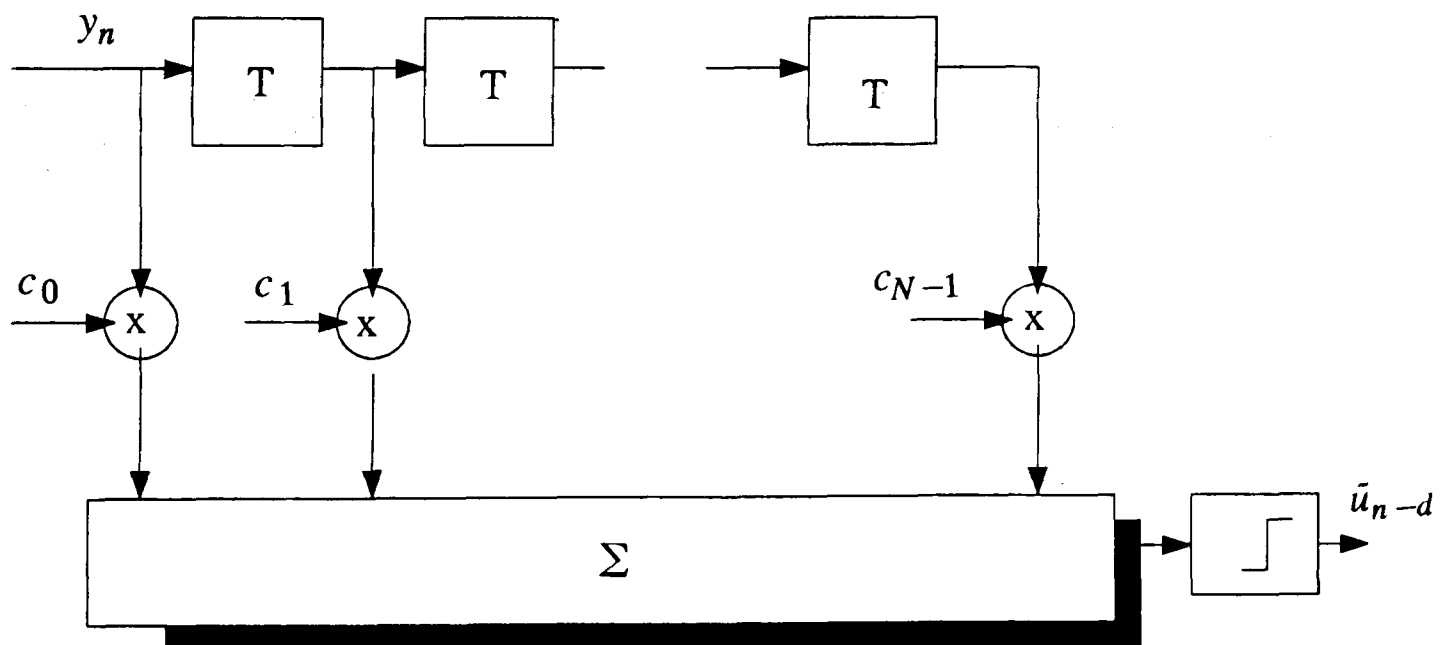 y_n
T
T
T
c_0
c_1
c_{N-1}
x
x
x
Σ
ũ_{n-d}